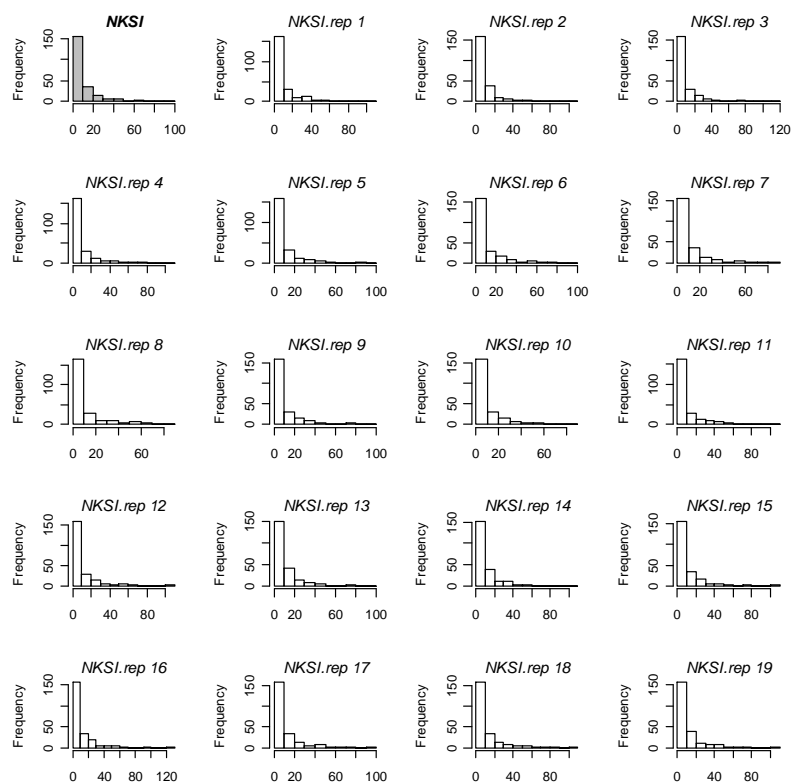 NKSI
Frequency
0 50 150
0 20 60 100
NKSI.rep 1
Frequency
0 50 150
0 40 80
NKSI.rep 2
Frequency
0 50 150
0 40 80
NKSI.rep 3
Frequency
0 50 150
0 40 80 120
NKSI.rep 4
Frequency
0 100
0 40 80
NKSI.rep 5
Frequency
0 100
0 20 60 100
NKSI.rep 6
Frequency
0 50 150
0 20 60 100
NKSI.rep 7
Frequency
0 50 150
0 20 60
NKSI.rep 8
Frequency
0 100
0 20 60
NKSI.rep 9
Frequency
0 50 150
0 20 60 100
NKSI.rep 10
Frequency
0 50 150
0 20 60
NKSI.rep 11
Frequency
0 100
0 40 80
NKSI.rep 12
Frequency
0 50 150
0 40 80
NKSI.rep 13
Frequency
0 50 150
0 20 60 100
NKSI.rep 14
Frequency
0 50 150
0 40 80
NKSI.rep 15
Frequency
0 50 150
0 40 80
NKSI.rep 16
Frequency
0 50 150
0 40 80 120
NKSI.rep 17
Frequency
0 50 150
0 20 60 100
NKSI.rep 18
Frequency
0 50 150
0 40 80
NKSI.rep 19
Frequency
0 50 150
0 40 80